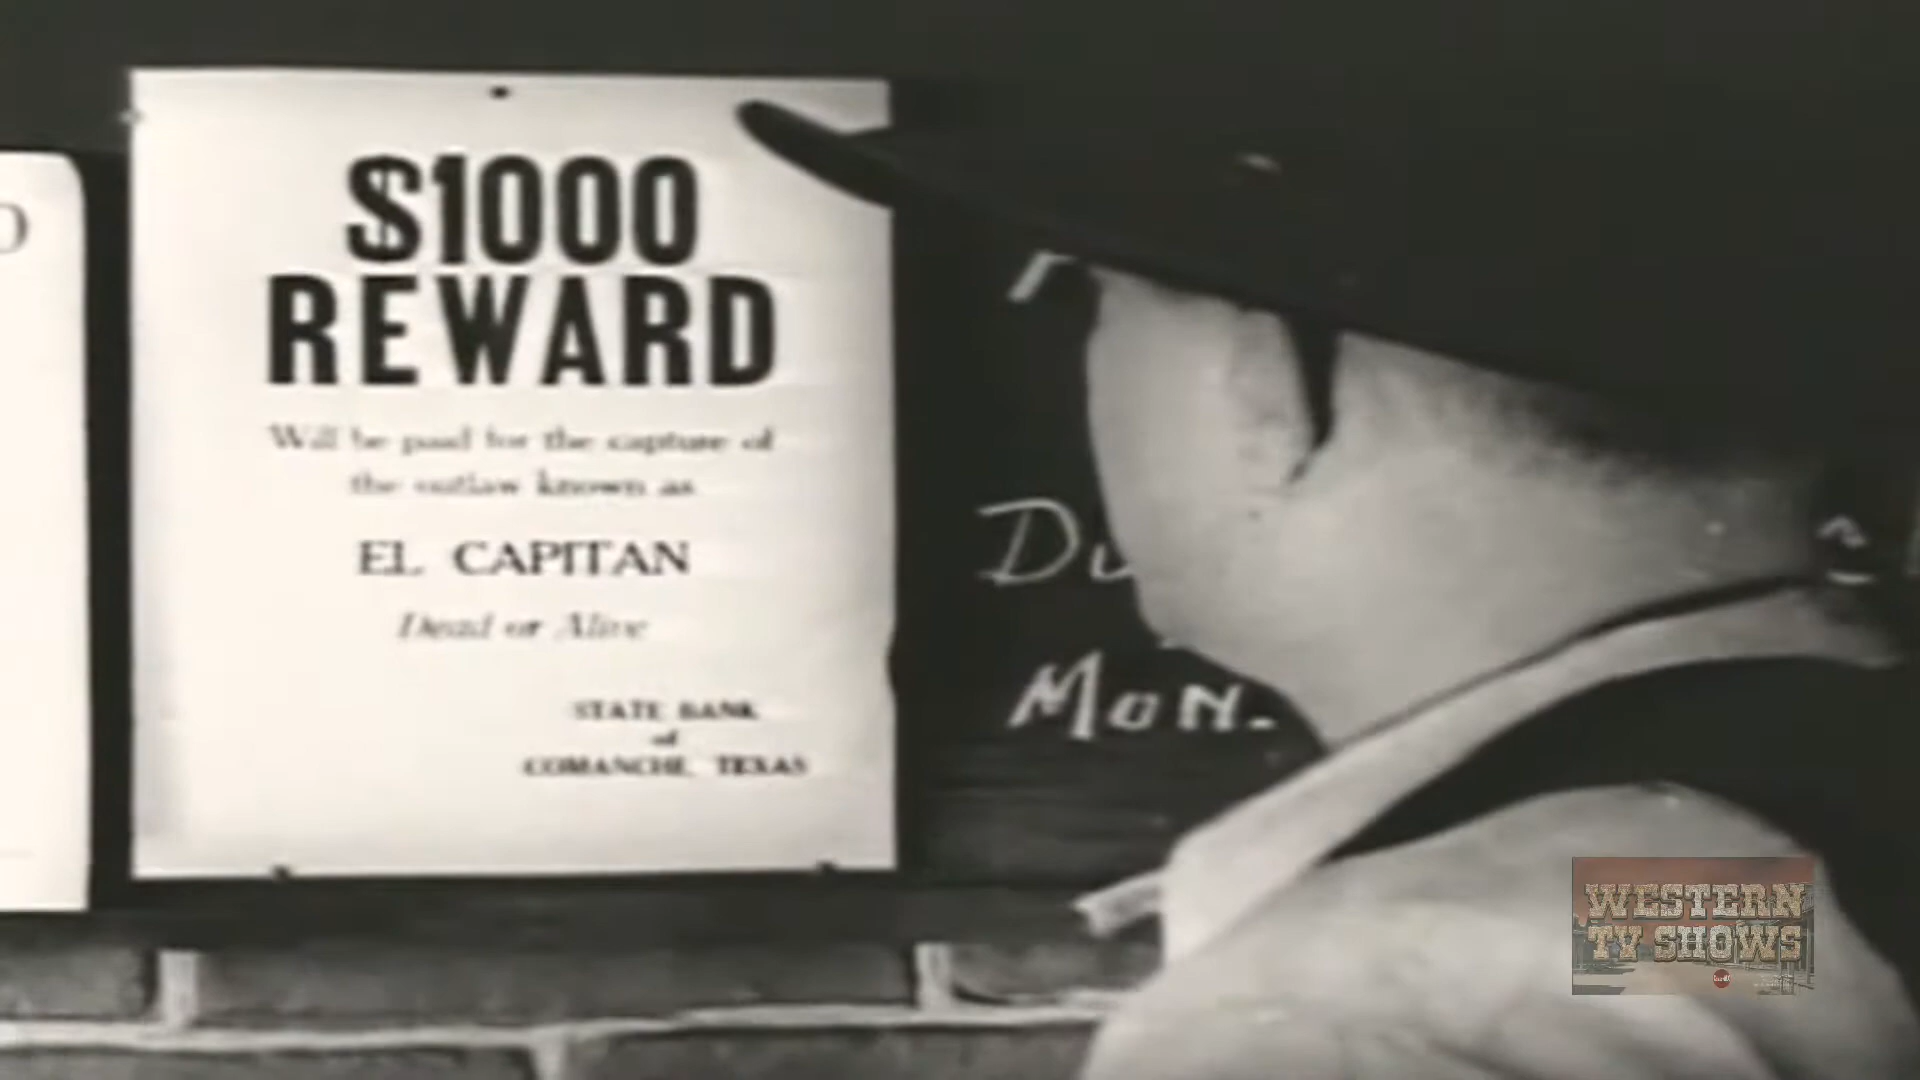 $1000
REWARD
Will be paid for the capture of
the outlaw known as
EL CAPITAN
Dead or Alive
STATE BANK
of
COMANCHE, TEXAS
Du
Mon.
WESTERN
TV SHOWS